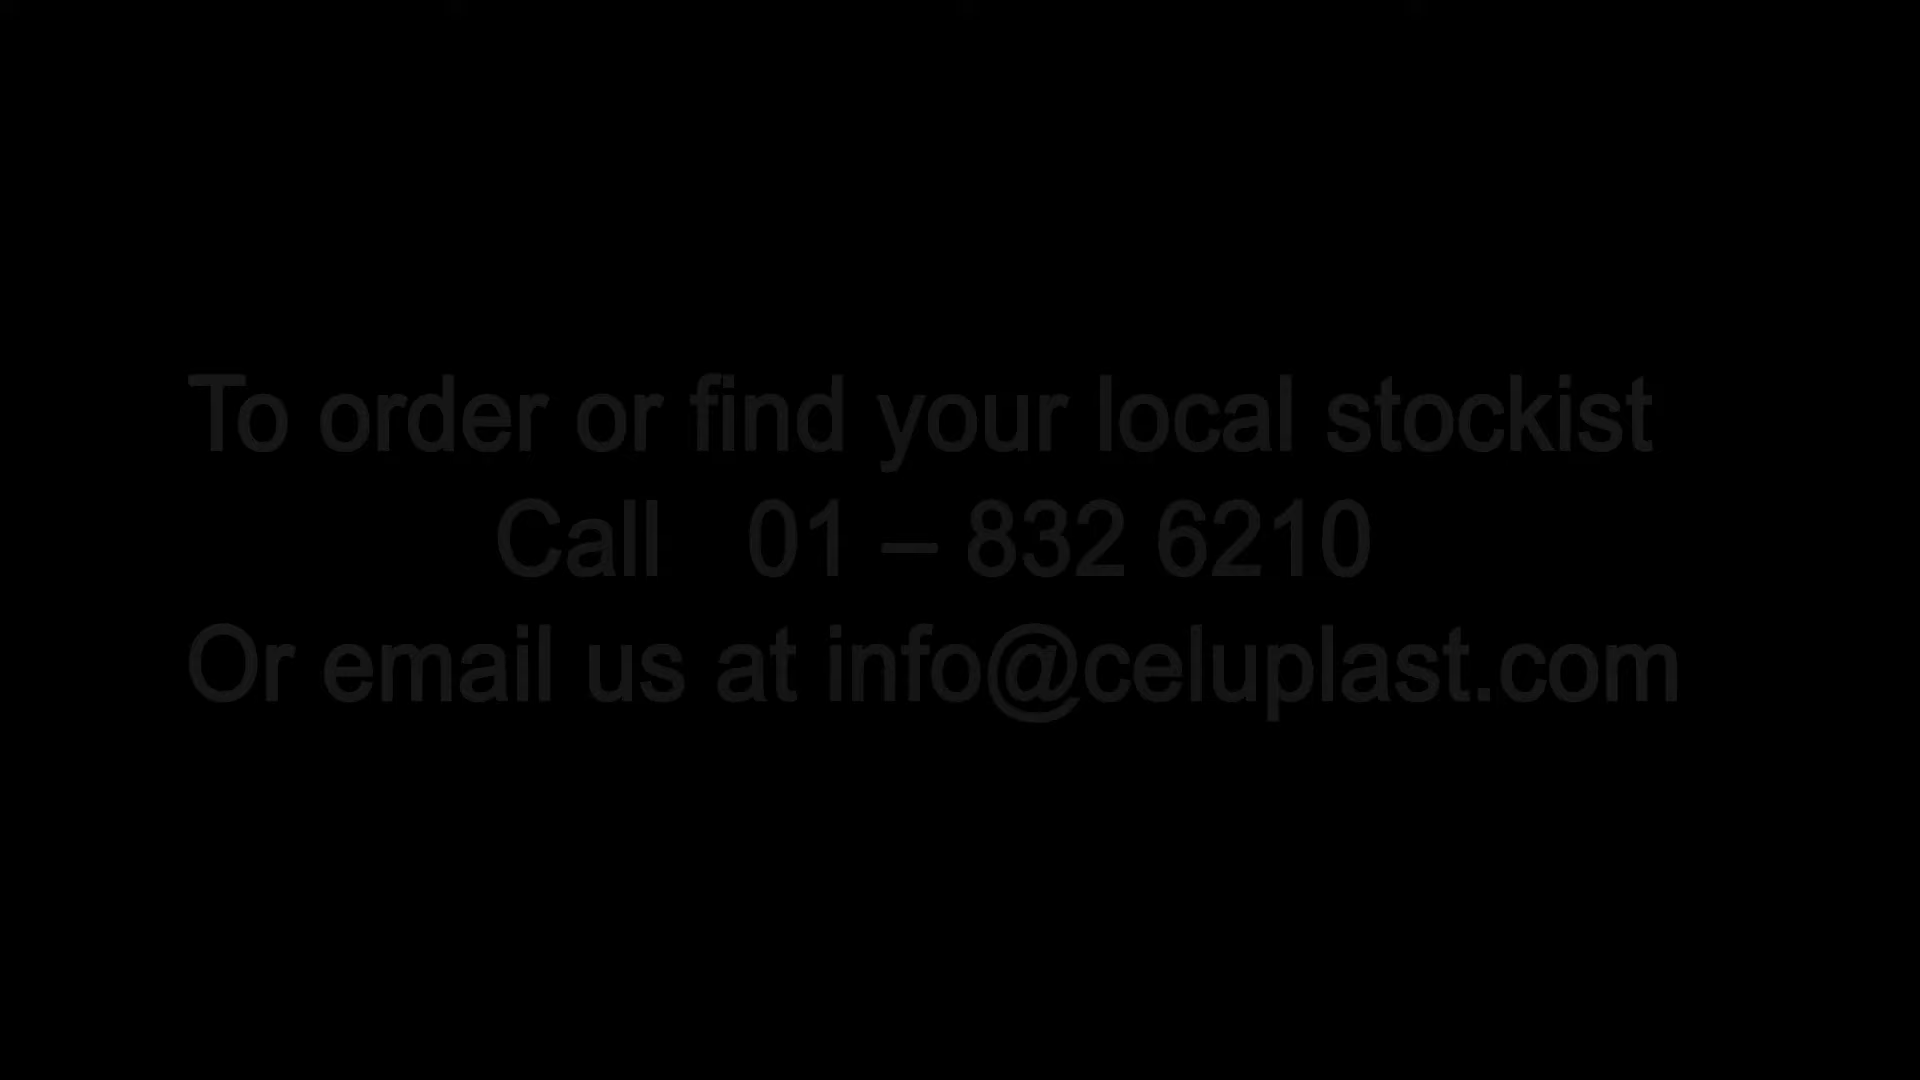 To order or find your local stockist
Call 01 – 832 6210
Or email us at info@celuplast.com